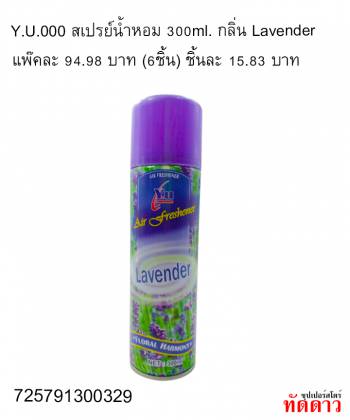 Y.U.000 สเปรย์น้ำหอม 300ml. กลิ่น Lavender
แพ๊คละ 94.98 บาท (6ชิ้น) ชิ้นละ 15.83 บาท
AIR FRESHENER
Air Freshener
Lavender
FLORAL HARMONY
725791300329
ซุปเปอร์สโตร์
ทัดดาว